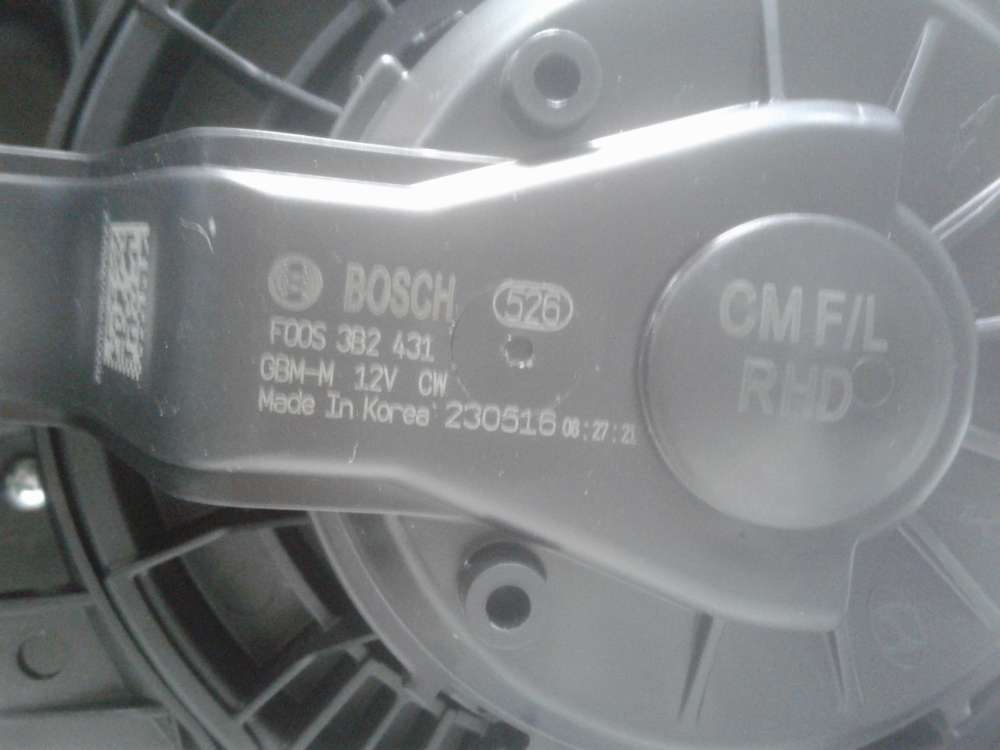 BOSCH 526
F00S 3B2 431
GBM-M 12V CW
Made In Korea 230516 08:27:21
CM F/L
RHD